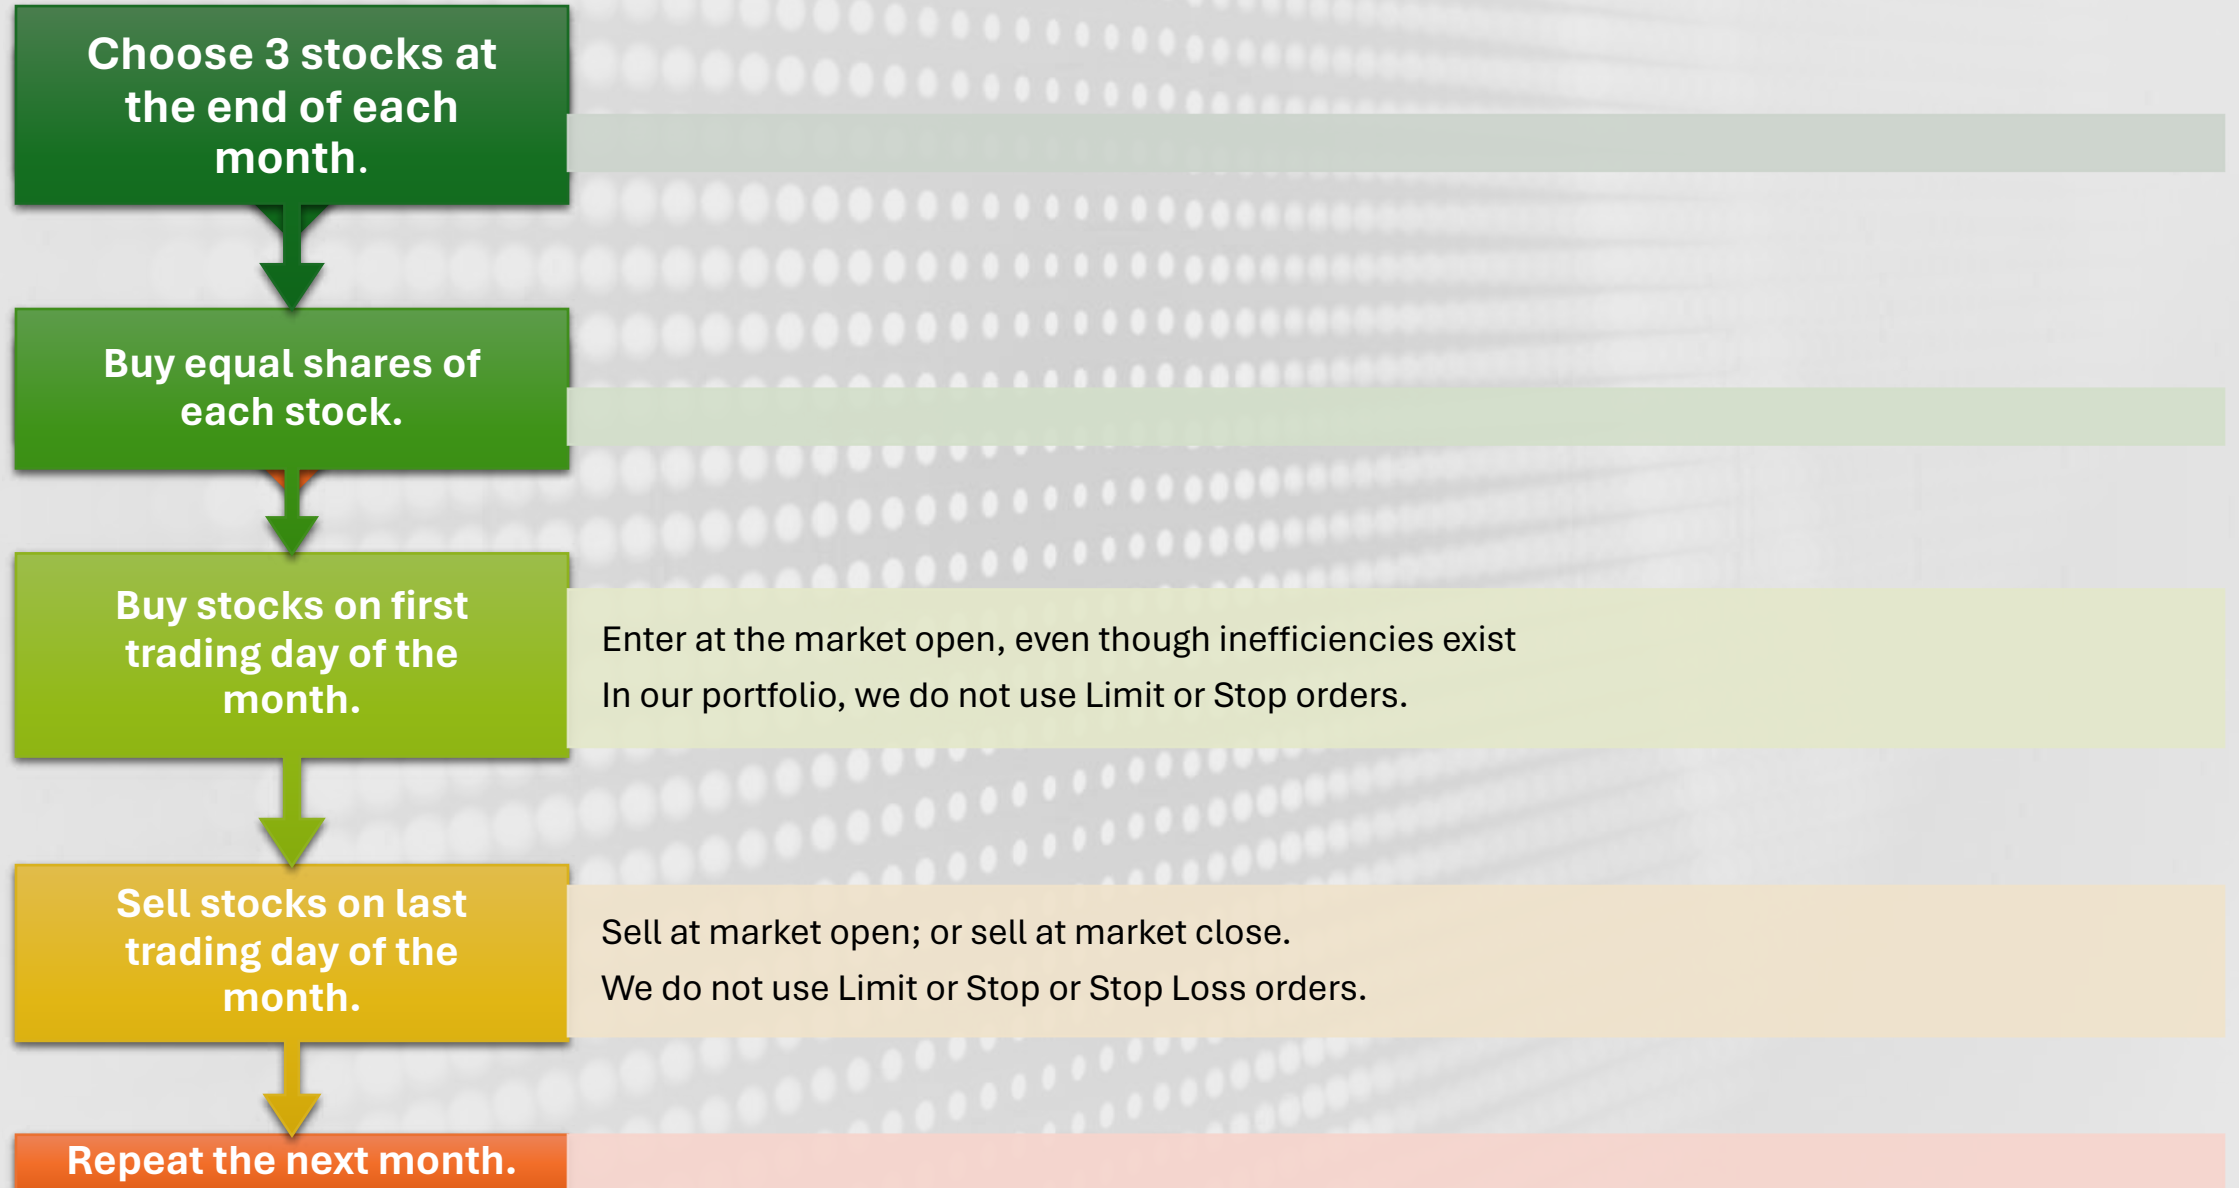 Choose 3 stocks at
the end of each
month.
Buy equal shares of
each stock.
Buy stocks on first
trading day of the
month.
Enter at the market open, even though inefficiencies exist
In our portfolio, we do not use Limit or Stop orders.
Sell stocks on last
trading day of the
month.
Sell at market open; or sell at market close.
We do not use Limit or Stop or Stop Loss orders.
Repeat the next month.